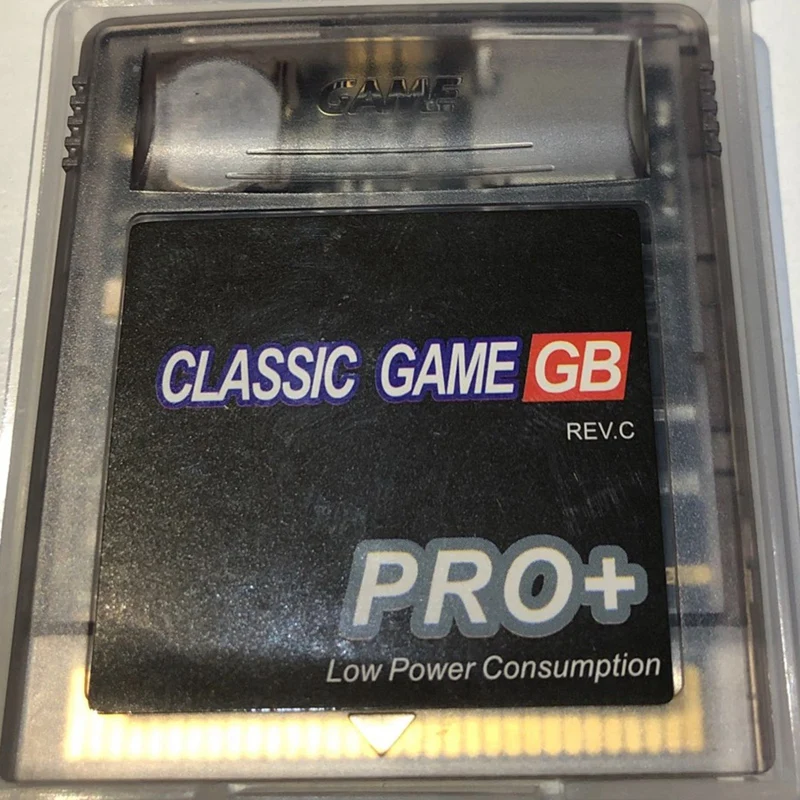 GAME
CLASSIC GAME GB
REV.C
PRO+
Low Power Consumption